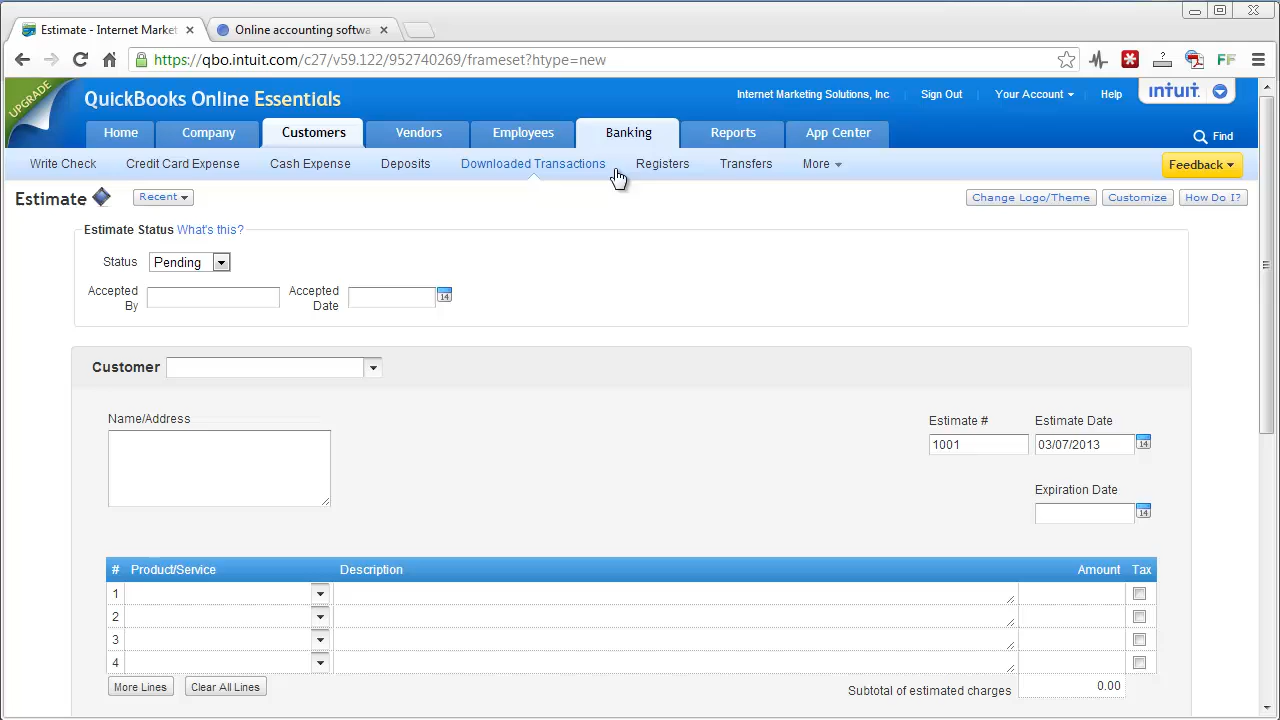 Estimate - Internet Market
Online accounting softwa
https://qbo.intuit.com/c27/v59.122/952740269/frameset?htype=new
FF
UPGRADE
QuickBooks Online Essentials
Internet Marketing Solutions, Inc
Sign Out
Your Account
Help
intuit.
Home
Company
Customers
Vendors
Employees
Banking
Reports
App Center
Find
Write Check
Credit Card Expense
Cash Expense
Deposits
Downloaded Transactions
Registers
Transfers
More
Feedback
Estimate
Recent
Change Logo/Theme
Customize
How Do I?
Estimate Status What's this?
Status
Pending
Accepted By
Accepted Date
14
Customer
Name/Address
Estimate #
Estimate Date
1001
03/07/2013
14
Expiration Date
14
# Product/Service Description Amount Tax
1
2
3
4
More Lines
Clear All Lines
Subtotal of estimated charges
0.00